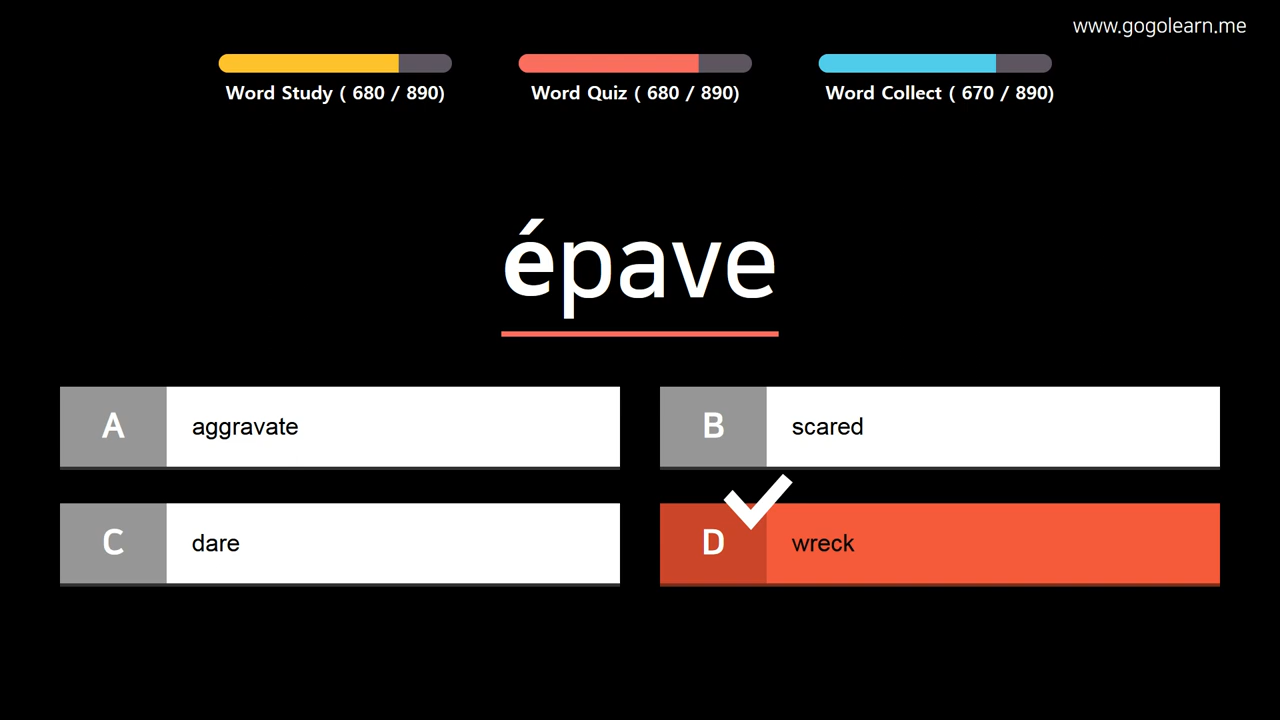 www.gogolearn.me
Word Study ( 680 / 890)
Word Quiz ( 680 / 890)
Word Collect ( 670 / 890)
épave
A aggravate
B scared
C dare
D wreck